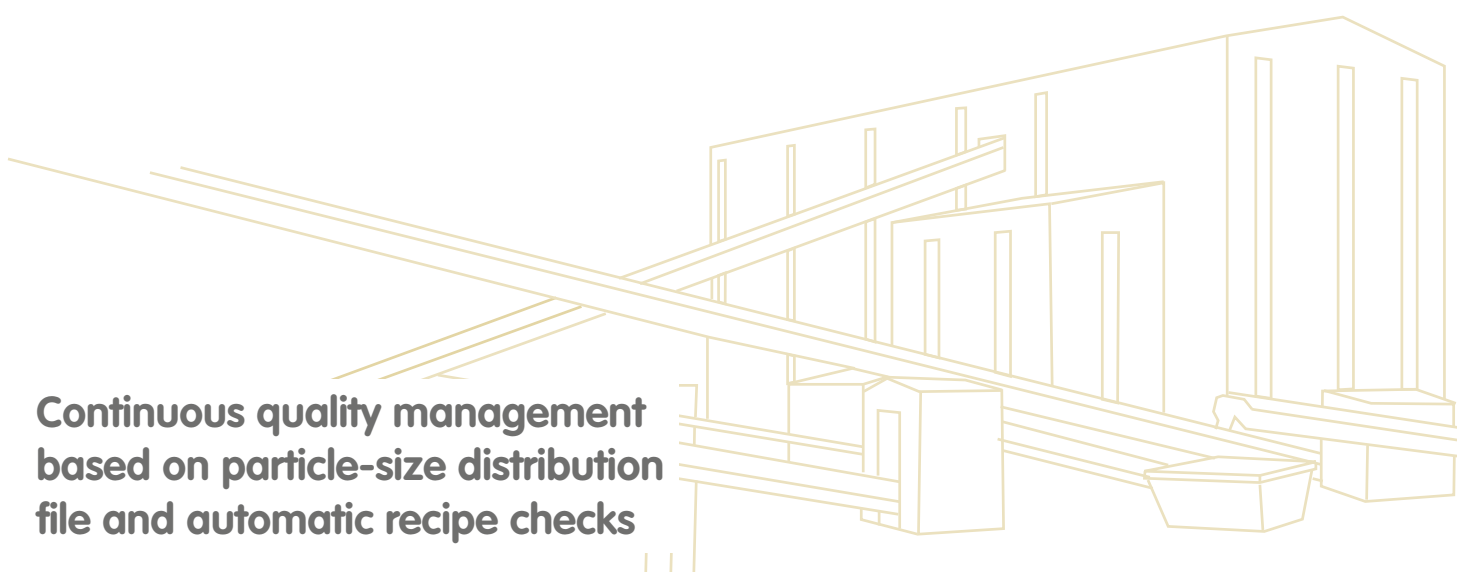 Continuous quality management
based on particle-size distribution
file and automatic recipe checks